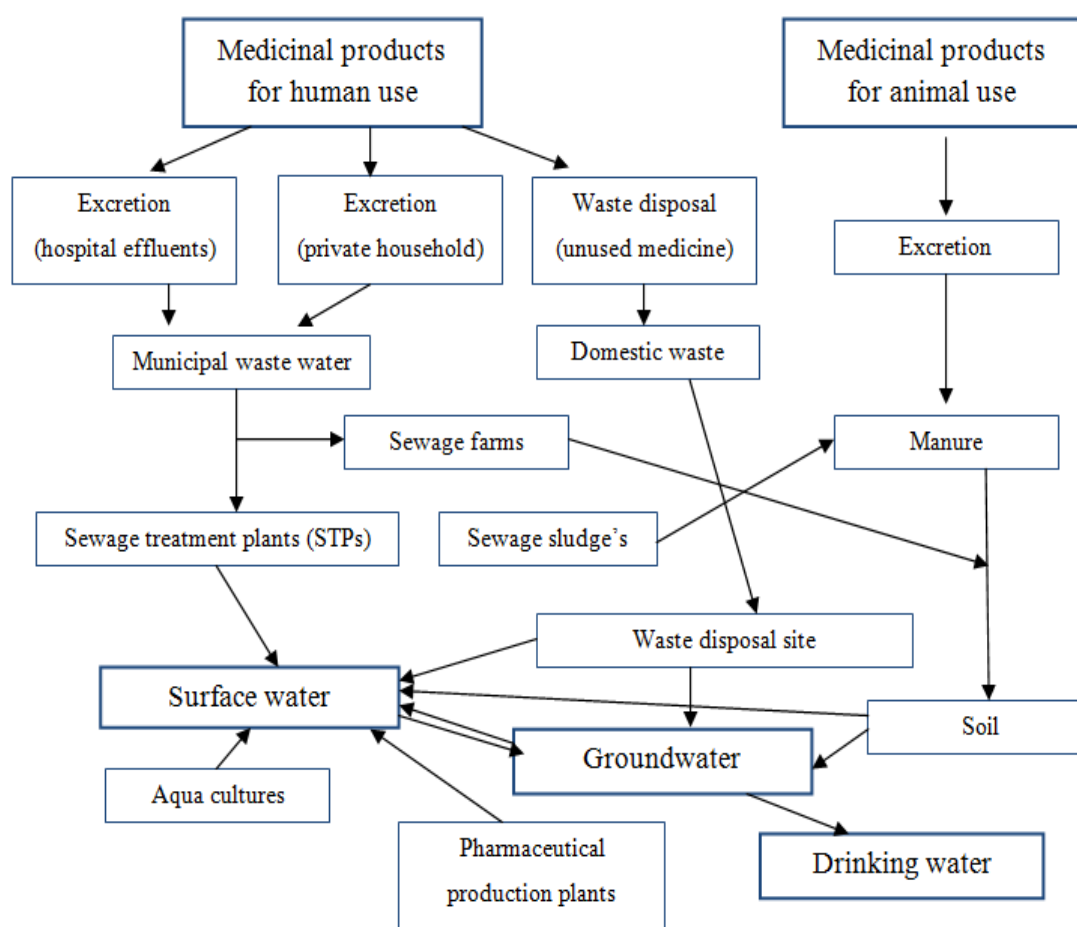 Medicinal products
for human use
Medicinal products
for animal use
Excretion
(hospital effluents)
Excretion
(private household)
Waste disposal
(unused medicine)
Excretion
Municipal waste water
Domestic waste
Sewage farms
Manure
Sewage treatment plants (STPs)
Sewage sludge’s
Waste disposal site
Surface water
Soil
Groundwater
Aqua cultures
Pharmaceutical
production plants
Drinking water